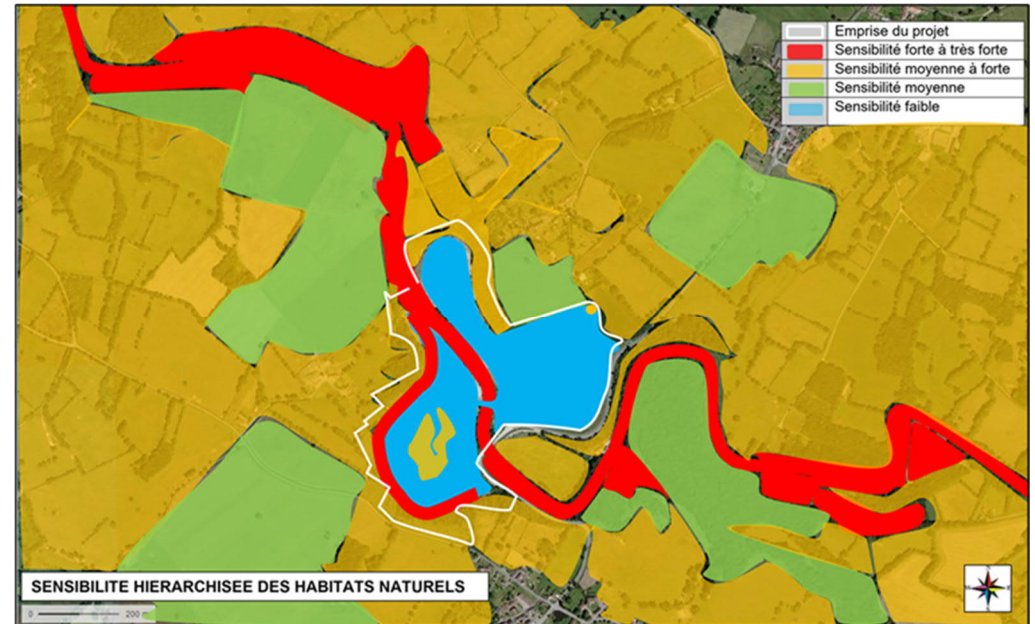 Emprise du projet
Sensibilité forte à très forte
Sensibilité moyenne à forte
Sensibilité moyenne
Sensibilité faible
SENSIBILITE HIERARCHISEE DES HABITATS NATURELS
0 200 m